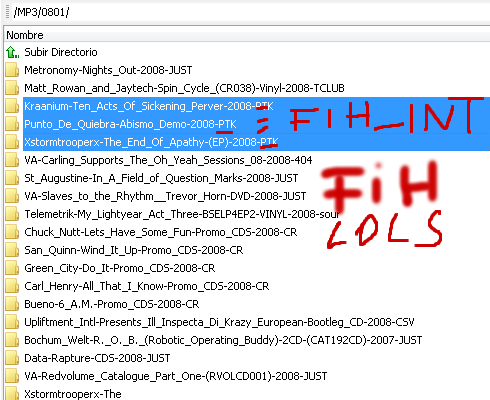 /MP3/0801/
Nombre
Subir Directorio
Metronomy-Nights_Out-2008-JUST
Matt_Rowan_and_Jaytech-Spin_Cycle_(CR038)-Vinyl-2008-TCLUB
Kraanium-Ten_Acts_Of_Sickening_Perver-2008-PTK
Punto_De_Quiebra-Abismo_Demo-2008-PTK
= FIH_INT
Xstormtrooperx-The_End_Of_Apathy-(EP)-2008-PTK
VA-Carling_Supports_The_Oh_Yeah_Sessions_08-2008-404
St_Augustine-In_A_Field_of_Question_Marks-2008-JUST
FiH
VA-Slaves_to_the_Rhythm__Trevor_Horn-DVD-2008-JUST
Telemetrik-My_Lightyear_Act_Three-BSELP4EP2-VINYL-2008-sour
LOLS
Chuck_Nutt-Lets_Have_Some_Fun-Promo_CDS-2008-CR
San_Quinn-Wind_It_Up-Promo_CDS-2008-CR
Green_City-Do_It-Promo_CDS-2008-CR
Carl_Henry-All_That_I_Know-Promo_CDS-2008-CR
Bueno-6_A.M.-Promo_CDS-2008-CR
Upliftment_Intl-Presents_Ill_Inspecta_Di_Krazy_European-Bootleg_CD-2008-CSV
Bochum_Welt-R._O._B._(Robotic_Operating_Buddy)-2CD-(CAT192CD)-2007-JUST
Data-Rapture-CDS-2008-JUST
VA-Redvolume_Catalogue_Part_One-(RVOLCD001)-2008-JUST
Xstormtrooperx-The